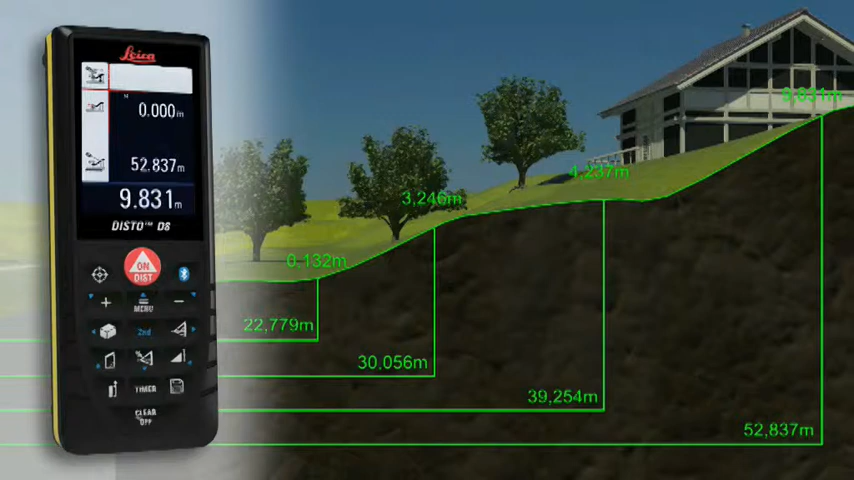 Leica
0.000m
52.837m
9.831m
DISTO™ D8
ON
DIST
MENU
2nd
TIMER
CLEAR
OFF
9,831m
4,237m
3,246m
0,132m
22,779m
30,056m
39,254m
52,837m